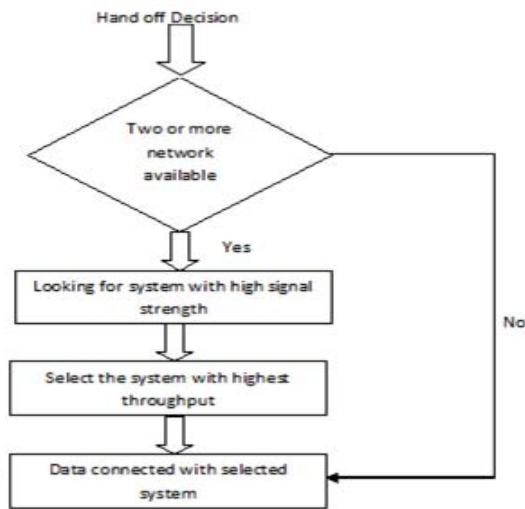 Hand off Decision
Two or more
network
available
Yes
Looking for system with high signal
strength
No
Select the system with highest
throughput
Data connected with selected
system